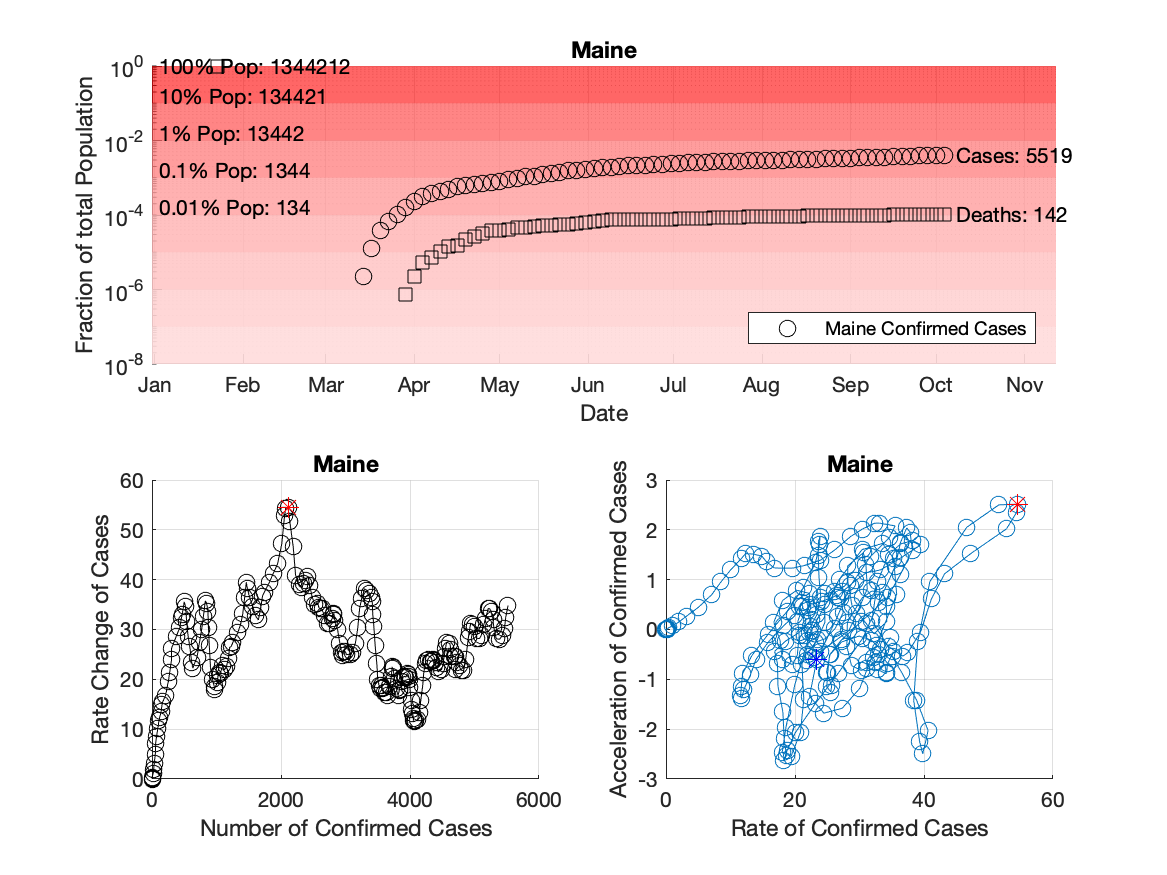 Maine
Fraction of total Population
10^0
10^-2
10^-4
10^-6
10^-8
100% Pop: 1344212
10% Pop: 134421
1% Pop: 13442
0.1% Pop: 1344
0.01% Pop: 134
Cases: 5519
Deaths: 142
Maine Confirmed Cases
Jan Feb Mar Apr May Jun Jul Aug Sep Oct Nov
Date
Maine
Rate Change of Cases
60
50
40
30
20
10
0
0 2000 4000 6000
Number of Confirmed Cases
Maine
Acceleration of Confirmed Cases
3
2
1
0
-1
-2
-3
0 20 40 60
Rate of Confirmed Cases